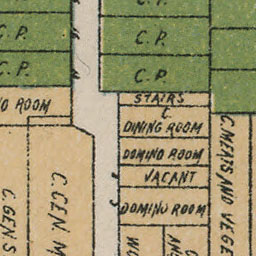 C.P.
C.P.
C.P.
C.P.
C.P.
C.P.
O ROOM
STAIRS
C.
DINING ROOM
DOMINO ROOM
VACANT
DOMINO ROOM
C. MEATS AND VEGE
C. GEN S
C. GEN. M